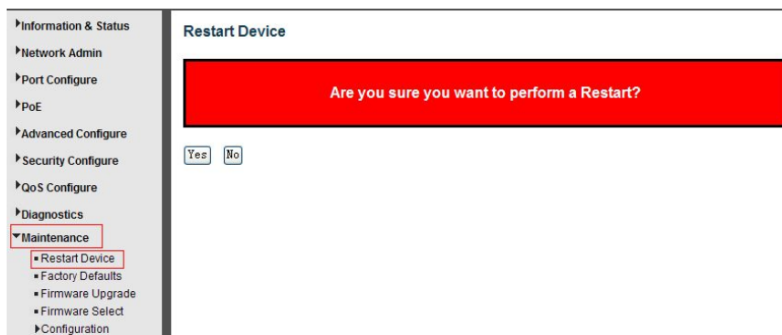 Information & Status
Network Admin
Port Configure
PoE
Advanced Configure
Security Configure
QoS Configure
Diagnostics
Maintenance
Restart Device
Factory Defaults
Firmware Upgrade
Firmware Select
Configuration
Restart Device
Are you sure you want to perform a Restart?
Yes No